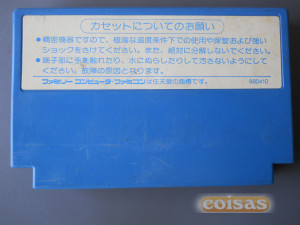 カセットについてのお願い
●精密機器ですので、極端な温度条件下での使用や保管および強い
ショックをさけてください。また、絶対に分解しないでください。
●端子部に手を触れたり、水にぬらしたりして汚さないようにして
ください。故障の原因となります。
ファミリーコンピュータ・ファミコンは任天堂の商標です。
coisas